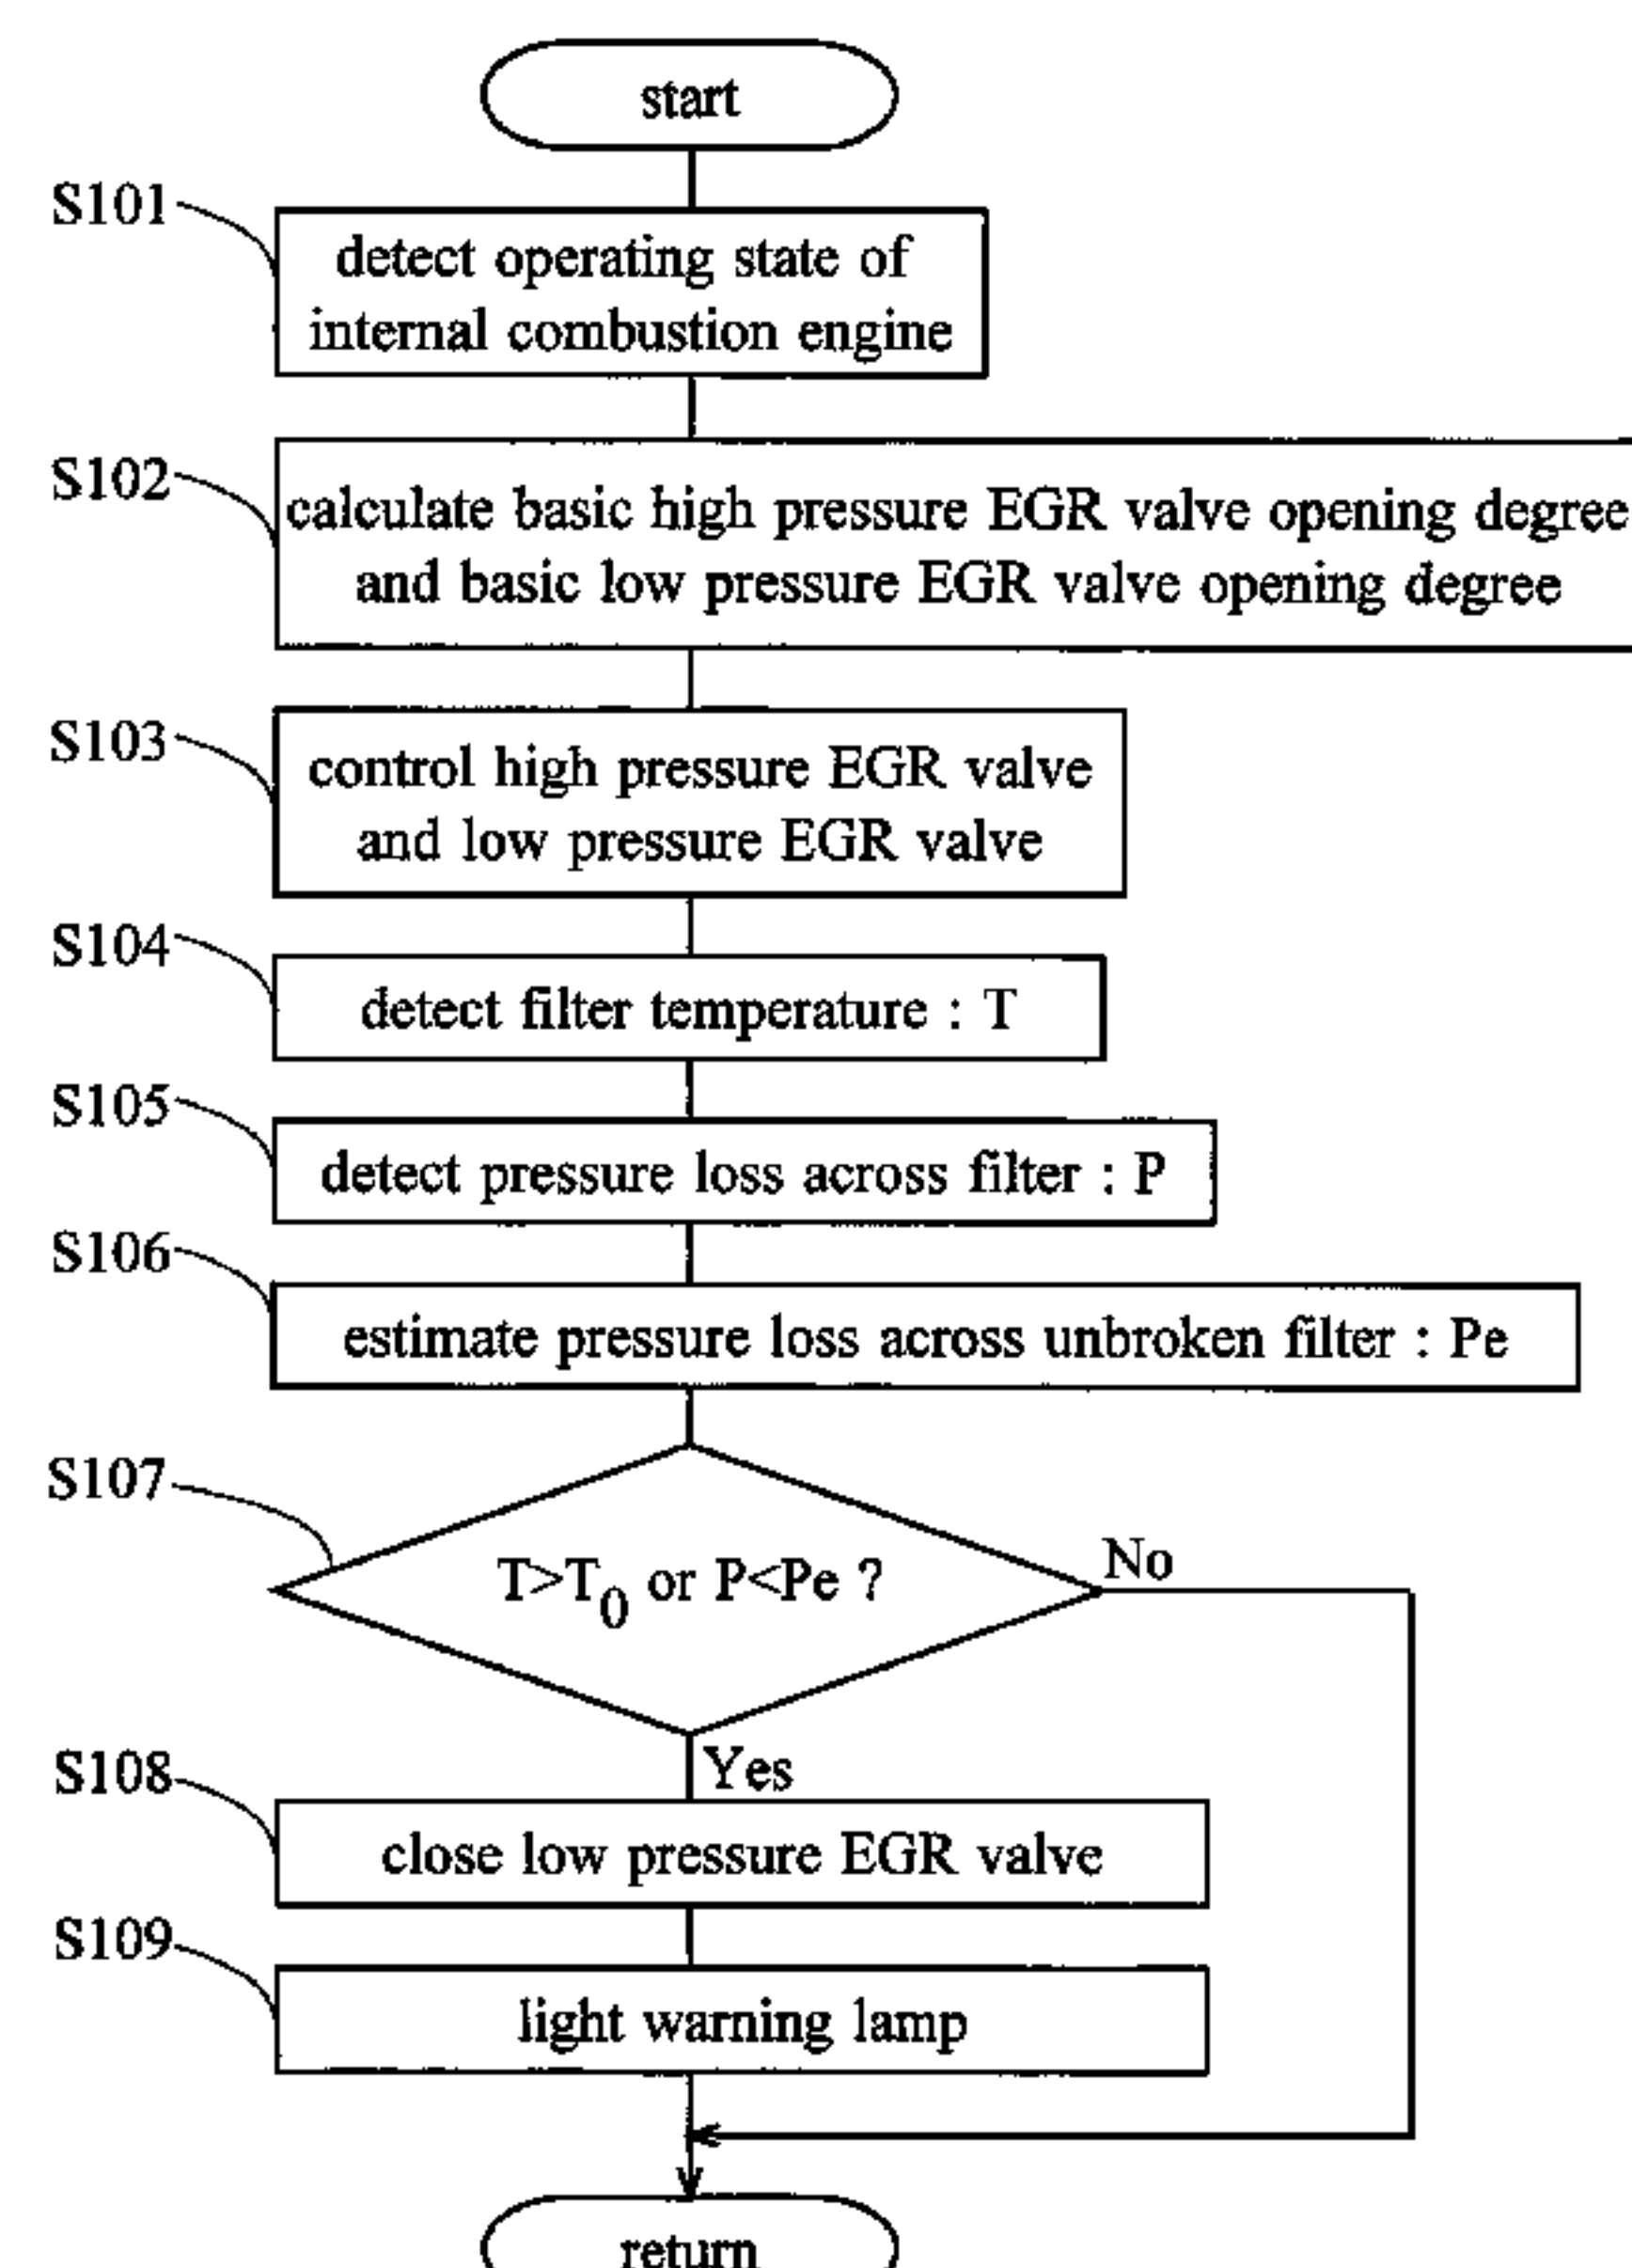 start
S101
detect operating state of
internal combustion engine
S102
calculate basic high pressure EGR valve opening degree
and basic low pressure EGR valve opening degree
S103
control high pressure EGR valve
and low pressure EGR valve
S104
detect filter temperature : T
S105
detect pressure loss across filter : P
S106
estimate pressure loss across unbroken filter : Pe
S107
T>T0 or P<Pe ?
No
Yes
S108
close low pressure EGR valve
S109
light warning lamp
return